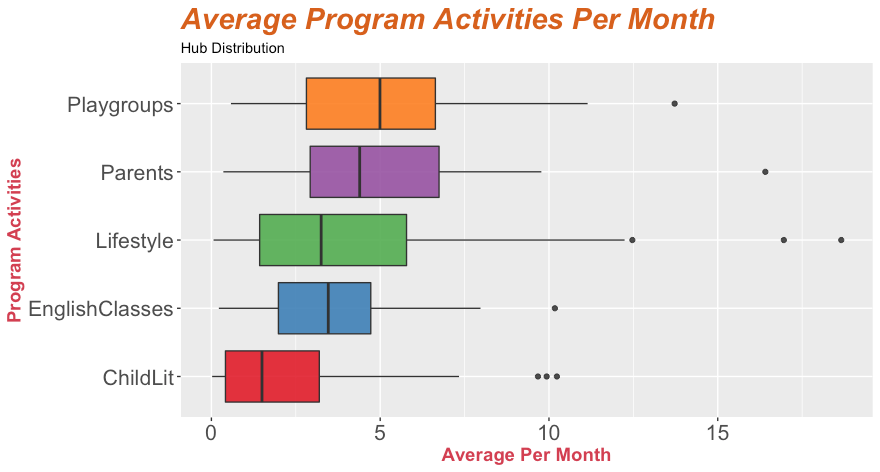 Average Program Activities Per Month
Hub Distribution
Program Activities
Playgroups
Parents
Lifestyle
EnglishClasses
ChildLit
0 5 10 15
Average Per Month